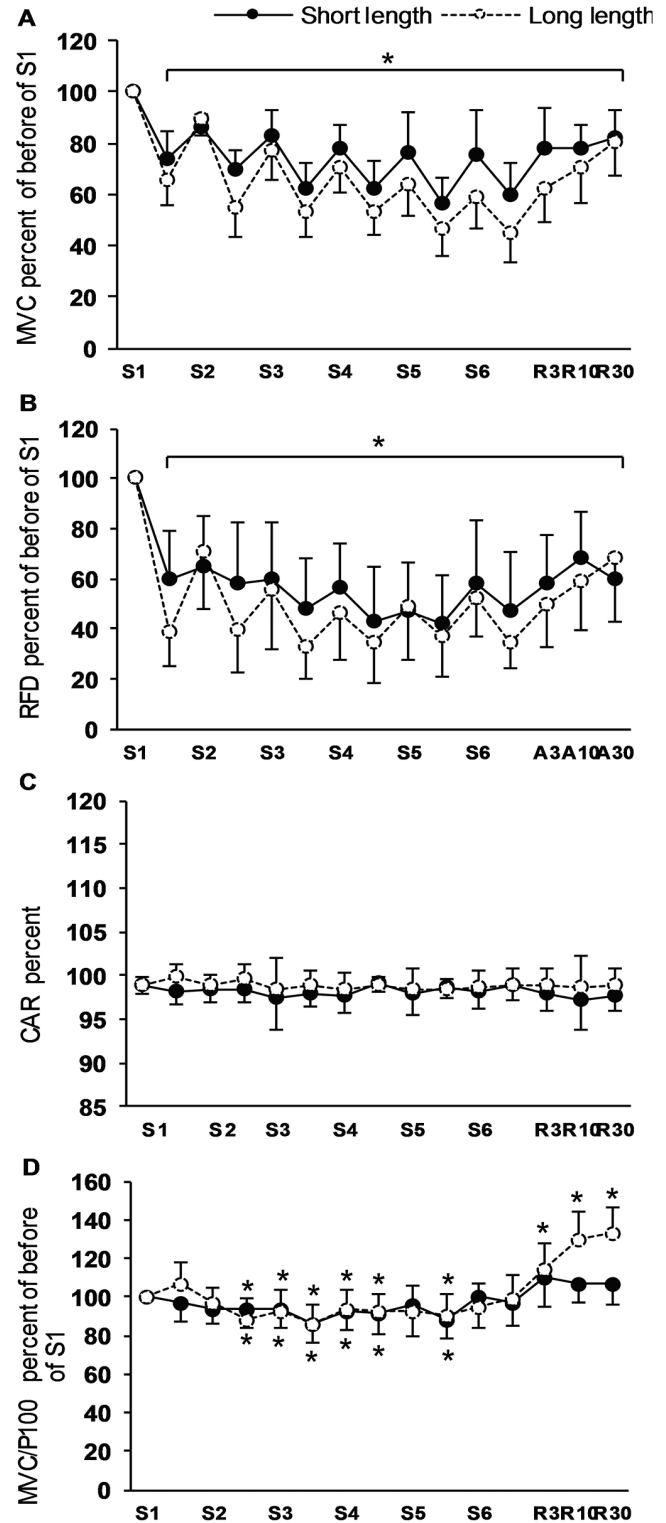 A Short length Long length
*
MVC percent of before of S1
120
100
80
60
40
20
0
S1 S2 S3 S4 S5 S6 R3 R10 R30
B
*
RFD percent of before of S1
120
100
80
60
40
20
0
S1 S2 S3 S4 S5 S6 A3 A10 A30
C
CAR percent
120
115
110
105
100
95
90
85
S1 S2 S3 S4 S5 S6 R3 R10 R30
D
MVC/P100 percent of before
of S1
160
140
120
100
80
60
40
20
0
* * * * * * * * *
* * * * * *
S1 S2 S3 S4 S5 S6 R3 R10 R30